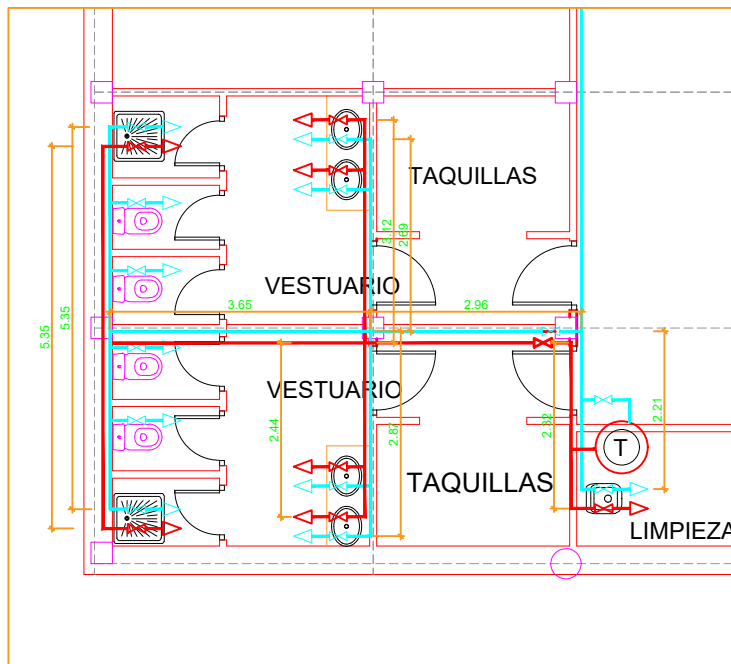 TAQUILLAS
3.12
2.69
VESTUARIO
3.65
2.96
5.35
5.35
VESTUARIO
2.44
2.87
2.32
2.21
T
TAQUILLAS
LIMPIEZA